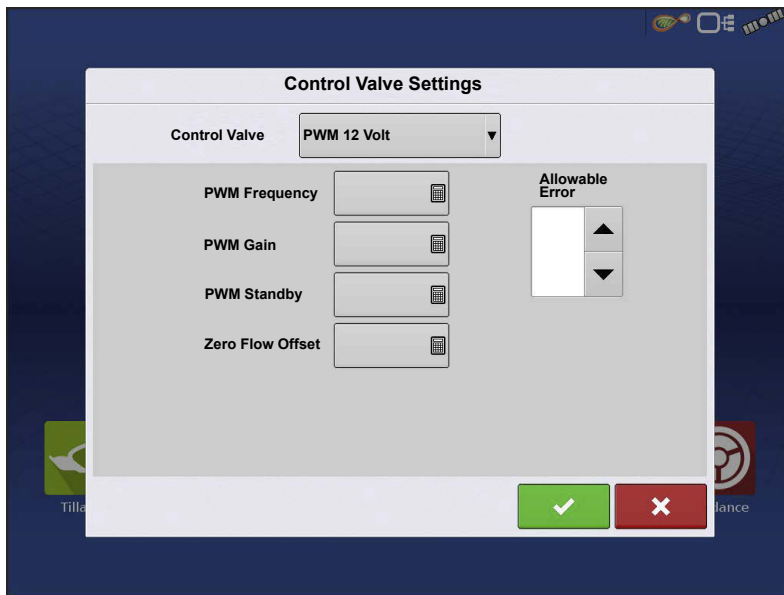 Control Valve Settings
Control Valve
PWM 12 Volt
PWM Frequency
Allowable
Error
PWM Gain
PWM Standby
Zero Flow Offset
Tilla
dance